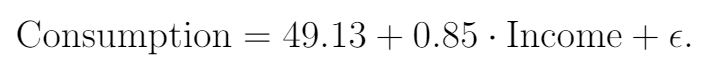 Consumption = 49.13 + 0.85 · Income + ϵ.